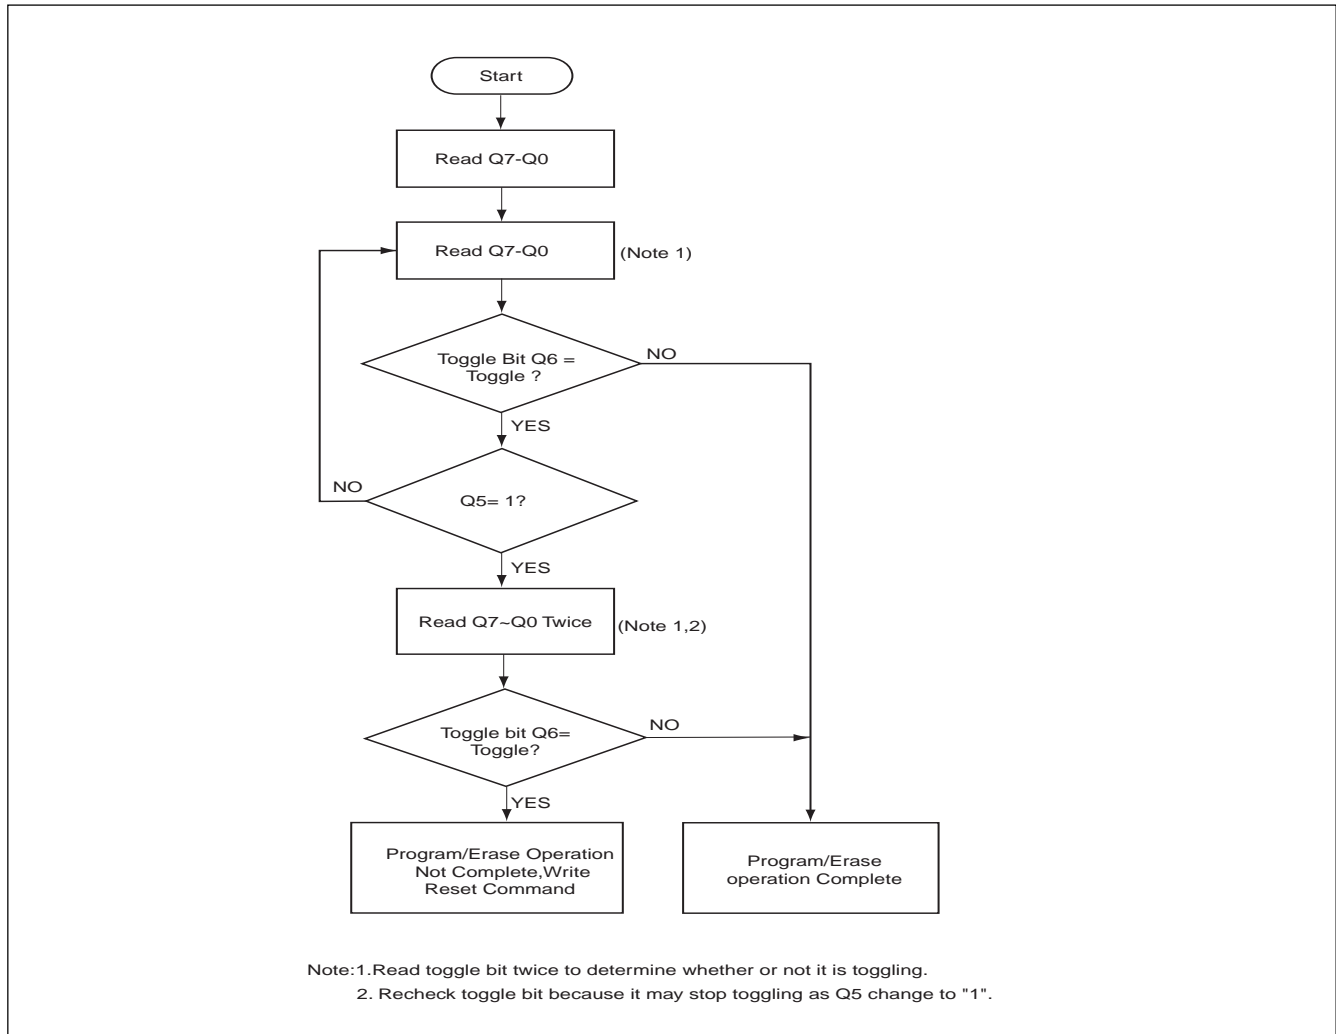 Start
Read Q7-Q0
Read Q7-Q0
(Note 1)
Toggle Bit Q6 =
Toggle ?
NO
YES
Q5= 1?
NO
YES
Read Q7~Q0 Twice
(Note 1,2)
Toggle bit Q6=
Toggle?
NO
YES
Program/Erase Operation
Not Complete,Write
Reset Command
Program/Erase
operation Complete
Note:1.Read toggle bit twice to determine whether or not it is toggling.
2. Recheck toggle bit because it may stop toggling as Q5 change to "1".